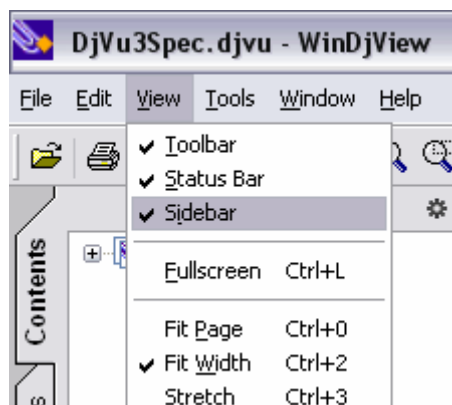 DjVu3Spec.djvu - WinDjView
File Edit View Tools Window Help
Toolbar
Status Bar
Sidebar
Fullscreen Ctrl+L
Fit Page Ctrl+0
Fit Width Ctrl+2
Stretch Ctrl+3
Contents